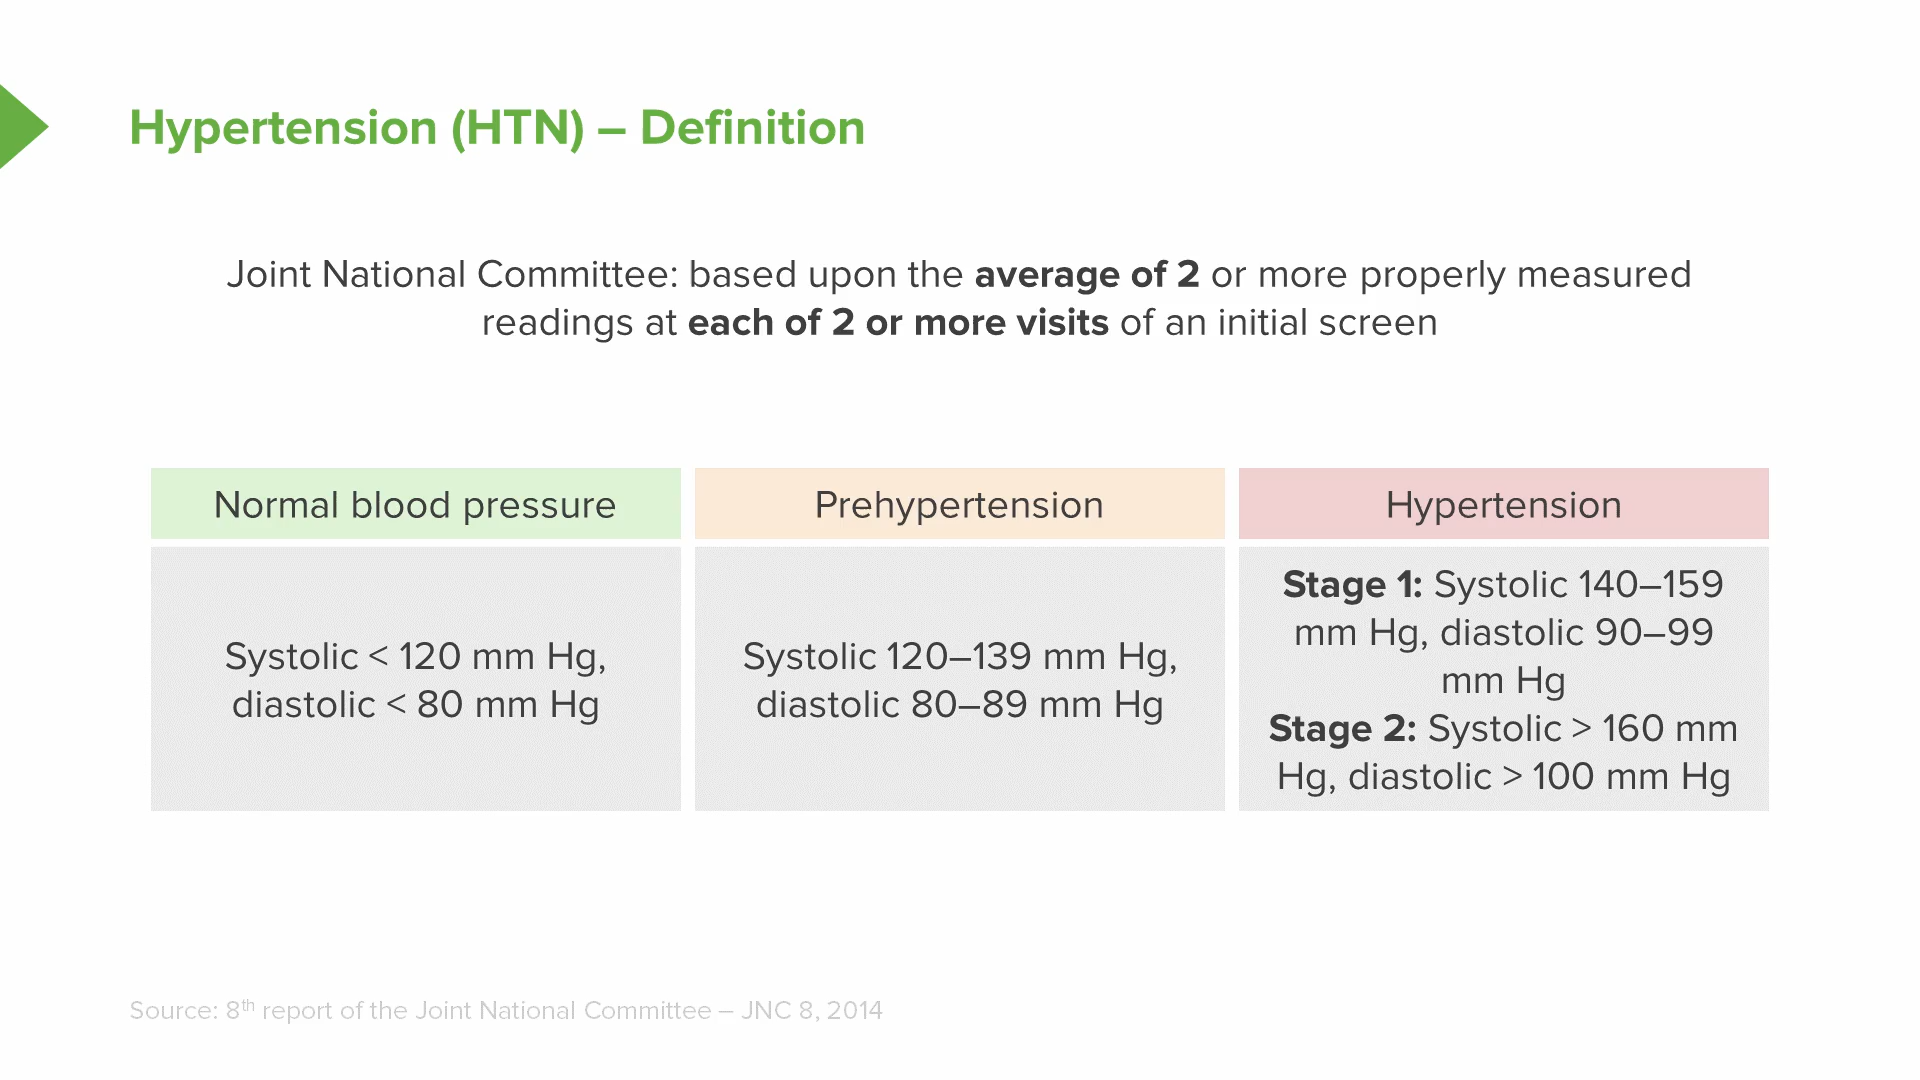 Hypertension (HTN) – Definition
Joint National Committee: based upon the average of 2 or more properly measured
readings at each of 2 or more visits of an initial screen
Normal blood pressure
Systolic < 120 mm Hg,
diastolic < 80 mm Hg
Prehypertension
Systolic 120–139 mm Hg,
diastolic 80–89 mm Hg
Hypertension
Stage 1: Systolic 140–159
mm Hg, diastolic 90–99
mm Hg
Stage 2: Systolic > 160 mm
Hg, diastolic > 100 mm Hg
Source: 8th report of the Joint National Committee – JNC 8, 2014